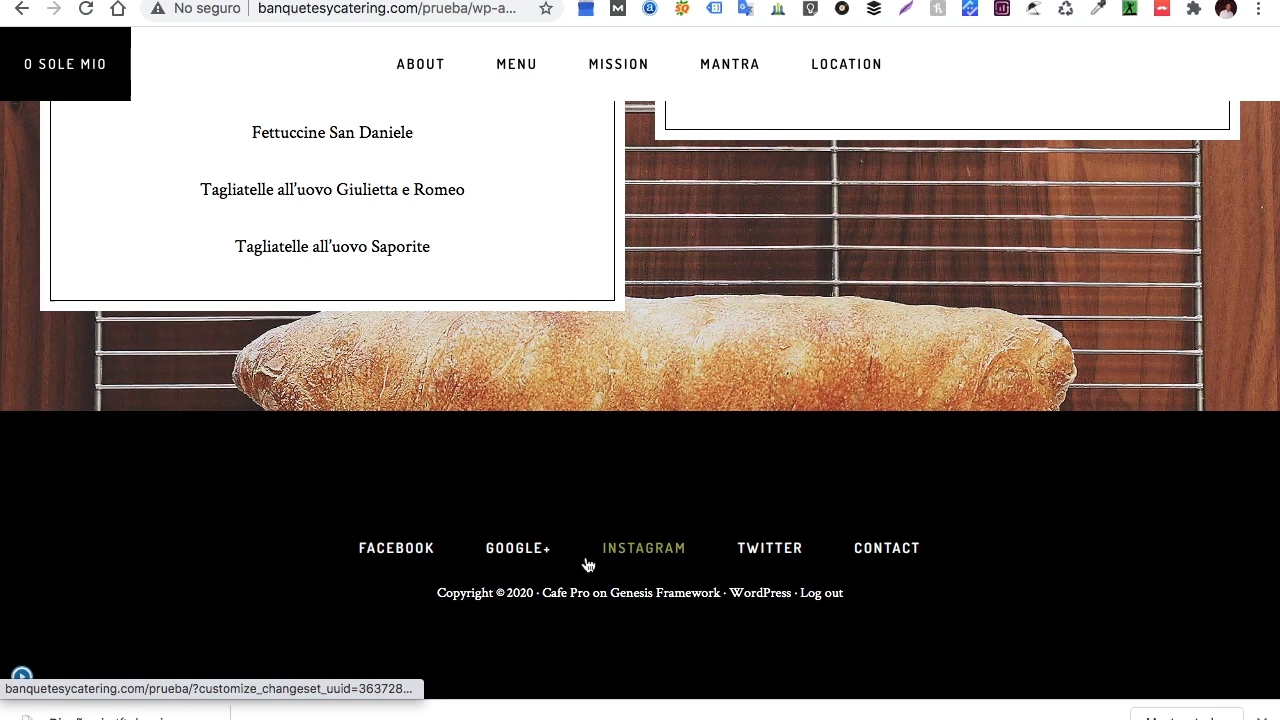 No seguro
banquetesycatering.com/prueba/wp-a...
O SOLE MIO
ABOUT
MENU
MISSION
MANTRA
LOCATION
Fettuccine San Daniele
Tagliatelle all’uovo Giulietta e Romeo
Tagliatelle all’uovo Saporite
FACEBOOK
GOOGLE+
INSTAGRAM
TWITTER
CONTACT
Copyright © 2020 · Cafe Pro on Genesis Framework · WordPress · Log out
banquetesycatering.com/prueba/?customize_changeset_uuid=363728...